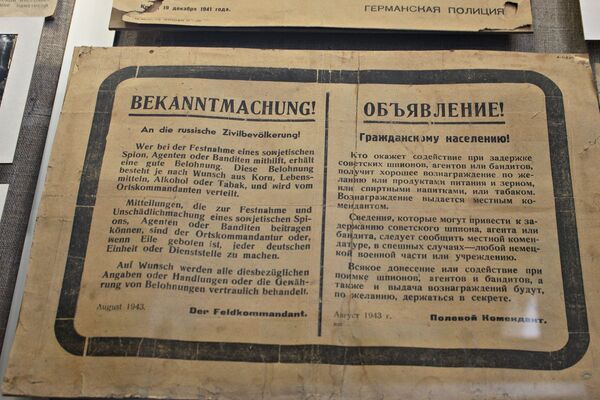 19 декабря 1941 года.
ГЕРМАНСКАЯ ПОЛИЦИЯ
BEKANNTMACHUNG!
An die russische Zivilbevölkerung!
Wer bei der Festnahme eines sowjetischen
Spion, Agenten oder Banditen mithilft, erhält
eine gute Belohnung. Diese Belohnung
besteht je nach Wunsch aus Korn, Lebens-
mitteln, Alkohol oder Tabak, und wird vom
Ortskommandanten verteilt.
Mitteilungen, die zur Festnahme und
Unschädlichmachung eines sowjetischen Spi-
ons, Agenten oder Banditen beitragen
können, sind der Ortskommandantur oder,
wenn Eile geboten ist, jeder deutschen
Einheit oder Dienststelle zu machen.
Auf Wunsch werden alle diesbezüglichen
Angaben oder Handlungen oder die Gewäh-
rung von Belohnungen vertraulich behandelt.
August 1943.
Der Feldkommandant.
ОБЪЯВЛЕНИЕ!
Гражданскому населению!
Кто окажет содействие при задержке
советских шпиона, агентов или бандитов,
получит хорошее вознаграждение по же-
ланию или продуктами питания и зерном,
или спиртными напитками, или табаком.
Вознаграждение выдается местным ко-
мендантом.
Сведения, которые могут привести к за-
держанию советского шпиона, агента или
бандита, следует сообщить местной коменд-
датуре, в спешных случаях—любой немец-
кой военной части или учреждению.
Всякое донесение или содействие при
поимке шпионов, агентов и бандитов, а
также и выдача вознаграждений будут,
по желанию, держаться в секрете.
Август 1943 г.
Полевой Комендант.